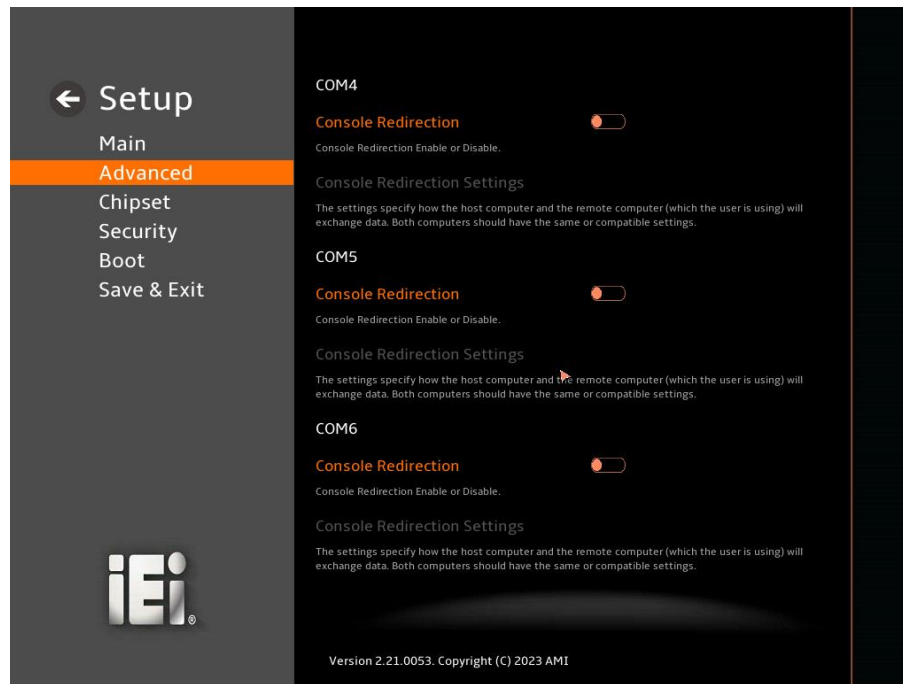 Setup
Main
Advanced
Chipset
Security
Boot
Save & Exit
iEi®
COM4
Console Redirection
Console Redirection Enable or Disable.
Console Redirection Settings
The settings specify how the host computer and the remote computer (which the user is using) will
exchange data. Both computers should have the same or compatible settings.
COM5
Console Redirection
Console Redirection Enable or Disable.
Console Redirection Settings
The settings specify how the host computer and the remote computer (which the user is using) will
exchange data. Both computers should have the same or compatible settings.
COM6
Console Redirection
Console Redirection Enable or Disable.
Console Redirection Settings
The settings specify how the host computer and the remote computer (which the user is using) will
exchange data. Both computers should have the same or compatible settings.
Version 2.21.0053. Copyright (C) 2023 AMI